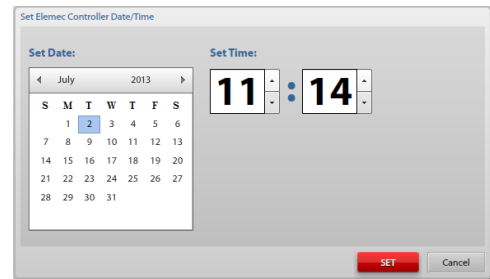 Set Elemec Controller Date/Time
Set Date:
Set Time:
July 2013
S M T W T F S
1 2 3 4 5 6
7 8 9 10 11 12 13
14 15 16 17 18 19 20
21 22 23 24 25 26 27
28 29 30 31
11 : 14
SET Cancel